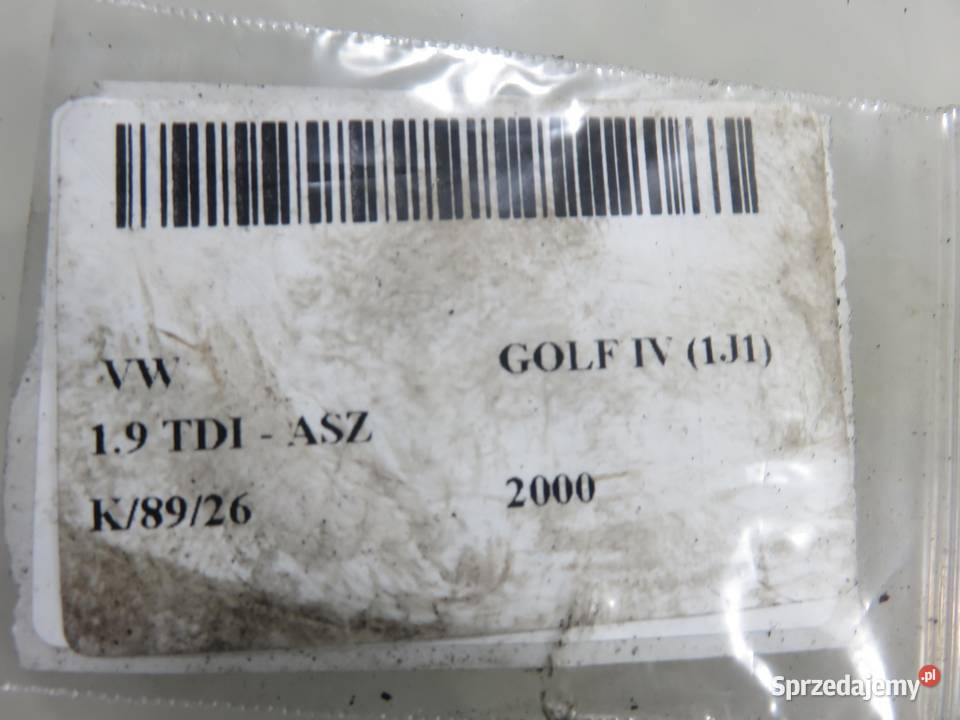 VW GOLF IV (1J1)
1.9 TDI - ASZ
K/89/26 2000
Sprzedajemy.pl